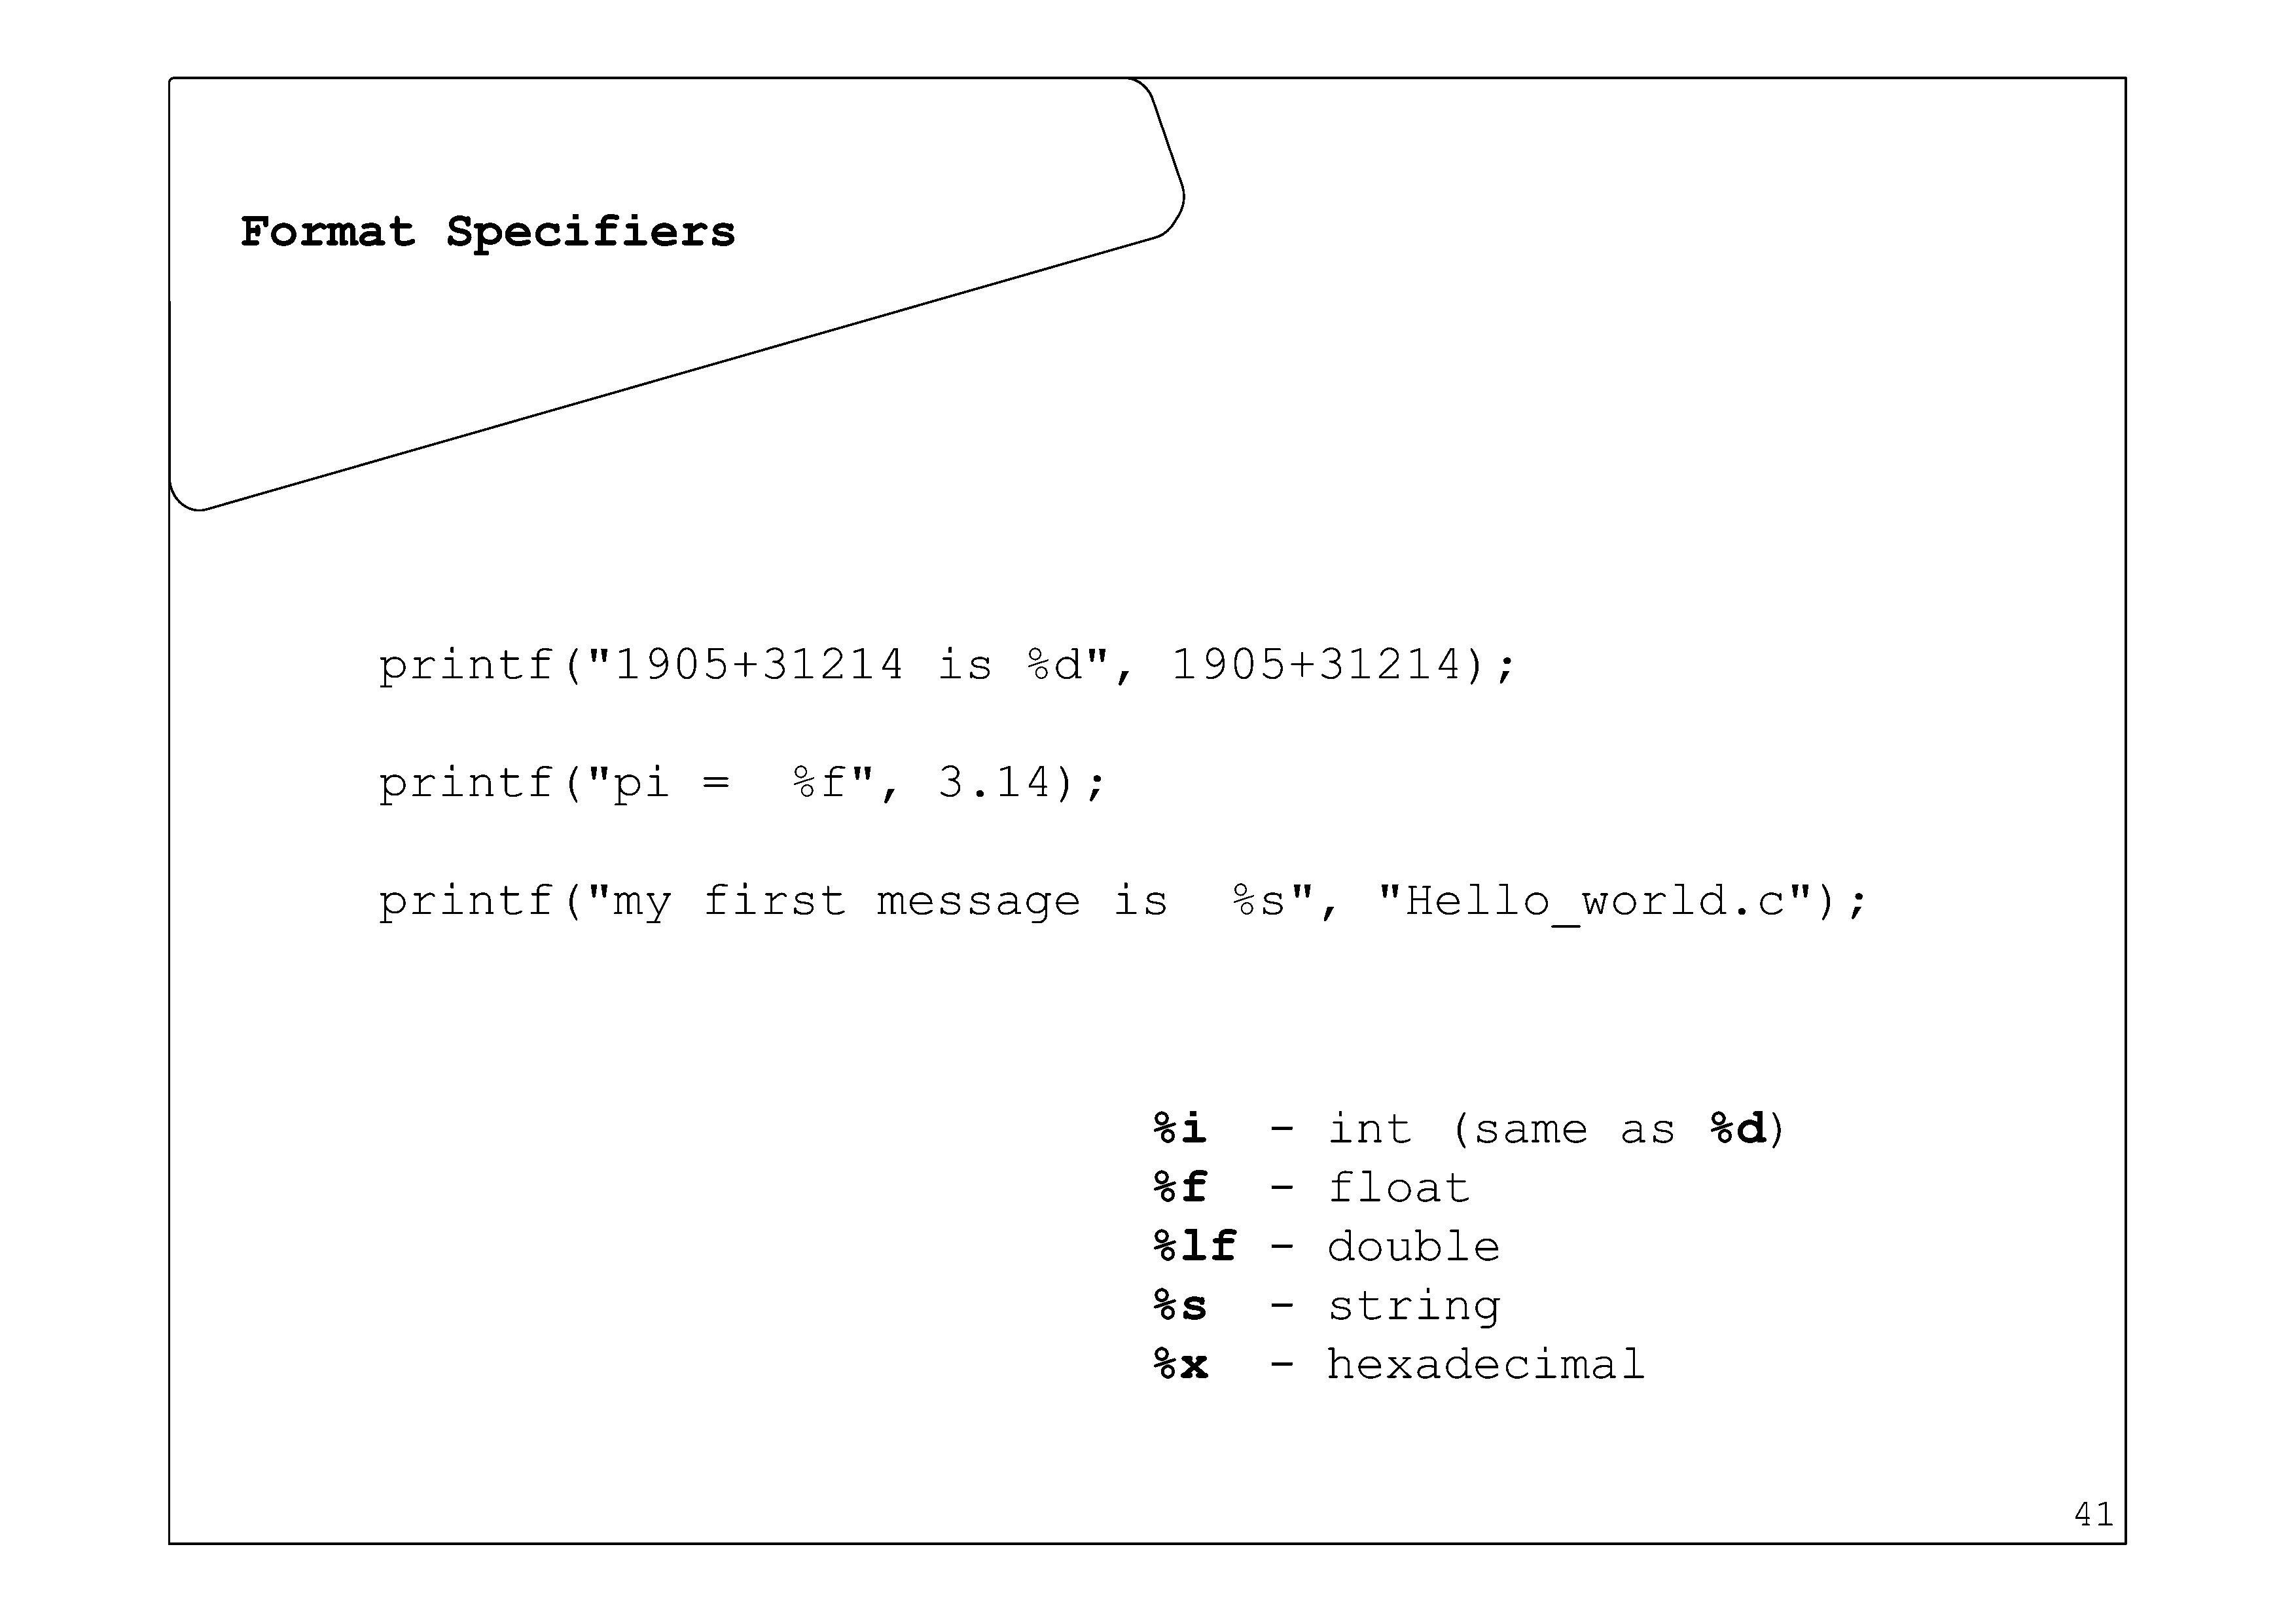 Format Specifiers
printf("1905+31214 is %d", 1905+31214);
printf("pi =  %f", 3.14);
printf("my first message is  %s", "Hello_world.c");
%i  - int (same as %d)
%f  - float
%lf - double
%s  - string
%x  - hexadecimal
41